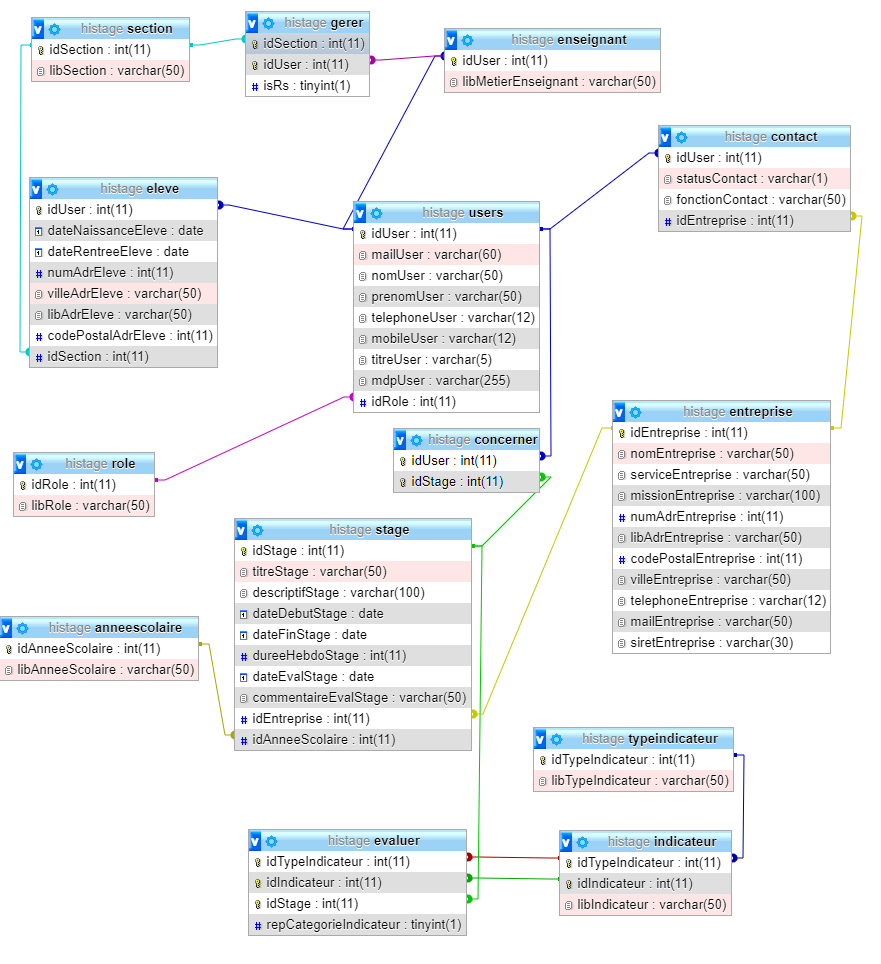 histage section
idSection : int(11)
libSection : varchar(50)
histage gerer
idSection : int(11)
idUser : int(11)
isRs : tinyint(1)
histage enseignant
idUser : int(11)
libMetierEnseignant : varchar(50)
histage contact
idUser : int(11)
statusContact : varchar(1)
fonctionContact : varchar(50)
idEntreprise : int(11)
histage eleve
idUser : int(11)
dateNaissanceEleve : date
dateRentreeEleve : date
numAdrEleve : int(11)
villeAdrEleve : varchar(50)
libAdrEleve : varchar(50)
codePostalAdrEleve : int(11)
idSection : int(11)
histage users
idUser : int(11)
mailUser : varchar(60)
nomUser : varchar(50)
prenomUser : varchar(50)
telephoneUser : varchar(12)
mobileUser : varchar(12)
titreUser : varchar(5)
mdpUser : varchar(255)
idRole : int(11)
histage concerner
idUser : int(11)
idStage : int(11)
histage entreprise
idEntreprise : int(11)
nomEntreprise : varchar(50)
serviceEntreprise : varchar(50)
missionEntreprise : varchar(100)
numAdrEntreprise : int(11)
libAdrEntreprise : varchar(50)
codePostalEntreprise : int(11)
villeEntreprise : varchar(50)
telephoneEntreprise : varchar(12)
mailEntreprise : varchar(50)
siretEntreprise : varchar(30)
histage role
idRole : int(11)
libRole : varchar(50)
histage stage
idStage : int(11)
titreStage : varchar(50)
descriptifStage : varchar(100)
dateDebutStage : date
dateFinStage : date
dureeHebdoStage : int(11)
dateEvalStage : date
commentaireEvalStage : varchar(50)
idEntreprise : int(11)
idAnneeScolaire : int(11)
histage anneescolaire
idAnneeScolaire : int(11)
libAnneeScolaire : varchar(50)
histage typeindicateur
idTypeIndicateur : int(11)
libTypeIndicateur : varchar(50)
histage evaluer
idTypeIndicateur : int(11)
idIndicateur : int(11)
idStage : int(11)
repCategorieIndicateur : tinyint(1)
histage indicateur
idTypeIndicateur : int(11)
idIndicateur : int(11)
libIndicateur : varchar(50)